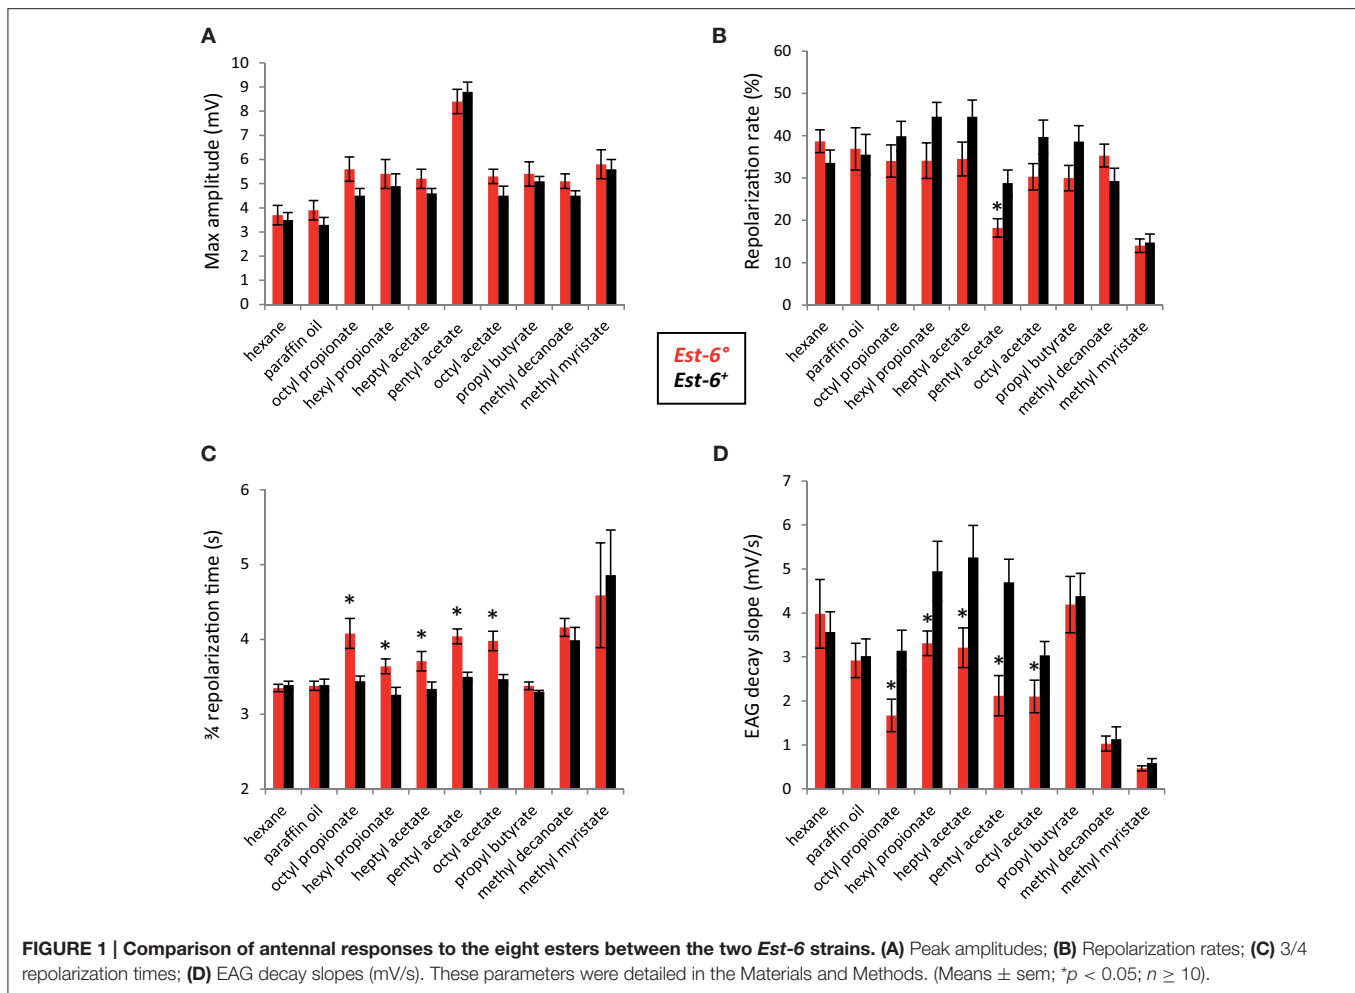 A
Max amplitude (mV)
10
9
8
7
6
5
4
3
2
1
0
hexane
paraffin oil
octyl propionate
hexyl propionate
heptyl acetate
pentyl acetate
octyl acetate
propyl butyrate
methyl decanoate
methyl myristate
B
Repolarization rate (%)
60
50
40
30
20
10
0
*
hexane
paraffin oil
octyl propionate
hexyl propionate
heptyl acetate
pentyl acetate
octyl acetate
propyl butyrate
methyl decanoate
methyl myristate
Est-6°
Est-6⁺
C
¾ repolarization time (s)
6
5
4
3
2
* * * * *
hexane
paraffin oil
octyl propionate
hexyl propionate
heptyl acetate
pentyl acetate
octyl acetate
propyl butyrate
methyl decanoate
methyl myristate
D
EAG decay slope (mV/s)
7
6
5
4
3
2
1
0
* * * * *
hexane
paraffin oil
octyl propionate
hexyl propionate
heptyl acetate
pentyl acetate
octyl acetate
propyl butyrate
methyl decanoate
methyl myristate
FIGURE 1 | Comparison of antennal responses to the eight esters between the two Est-6 strains. (A) Peak amplitudes; (B) Repolarization rates; (C) 3/4
repolarization times; (D) EAG decay slopes (mV/s). These parameters were detailed in the Materials and Methods. (Means ± sem; *p < 0.05; n ≥ 10).